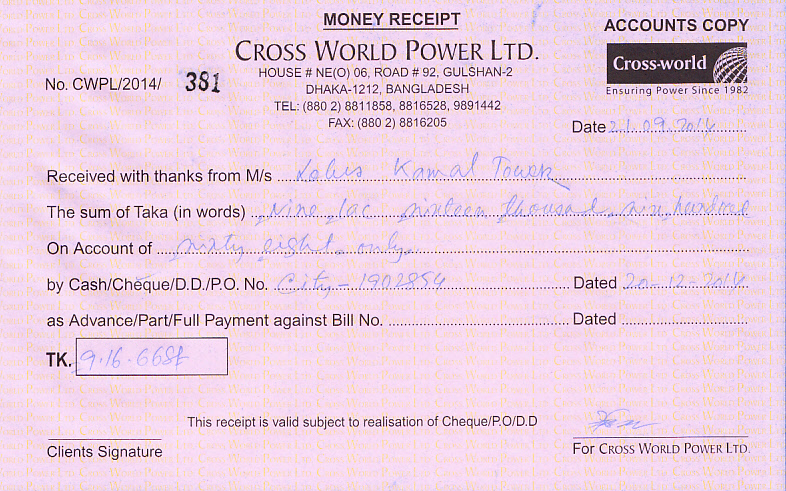 MONEY RECEIPT
ACCOUNTS COPY
CROSS WORLD POWER LTD.
Cross-world
Ensuring Power Since 1982
HOUSE # NE(O) 06, ROAD # 92, GULSHAN-2
DHAKA-1212, BANGLADESH
TEL: (880 2) 8811858, 8816528, 9891442
FAX: (880 2) 8816205
No. CWPL/2014/ 381
Date 21.09.2014
Received with thanks from M/s Kamal Tower
The sum of Taka (in words) Nine lac sixteen thousand six hundred
On Account of sixty eight only.
by Cash/Cheque/D.D./P.O. No. City - 1902854 Dated 20-12-2014
as Advance/Part/Full Payment against Bill No. Dated
TK. 9.16.668/-
This receipt is valid subject to realisation of Cheque/P.O/D.D
Clients Signature
For CROSS WORLD POWER LTD.